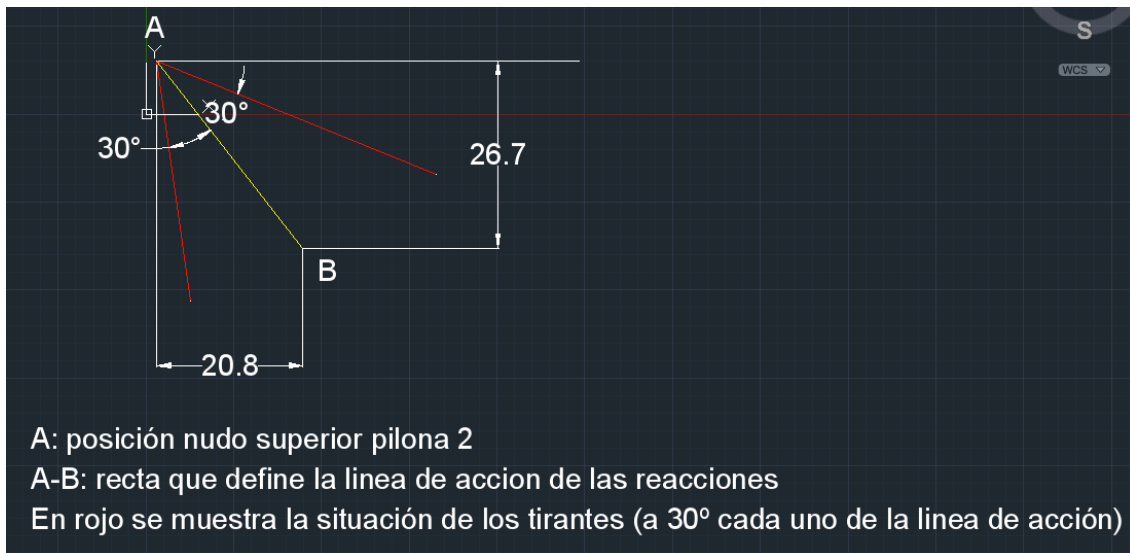 S
WCS
A
Y
X
30°
30°
26.7
B
20.8
A: posición nudo superior pilona 2
A-B: recta que define la linea de accion de las reacciones
En rojo se muestra la situación de los tirantes (a 30º cada uno de la linea de acción)